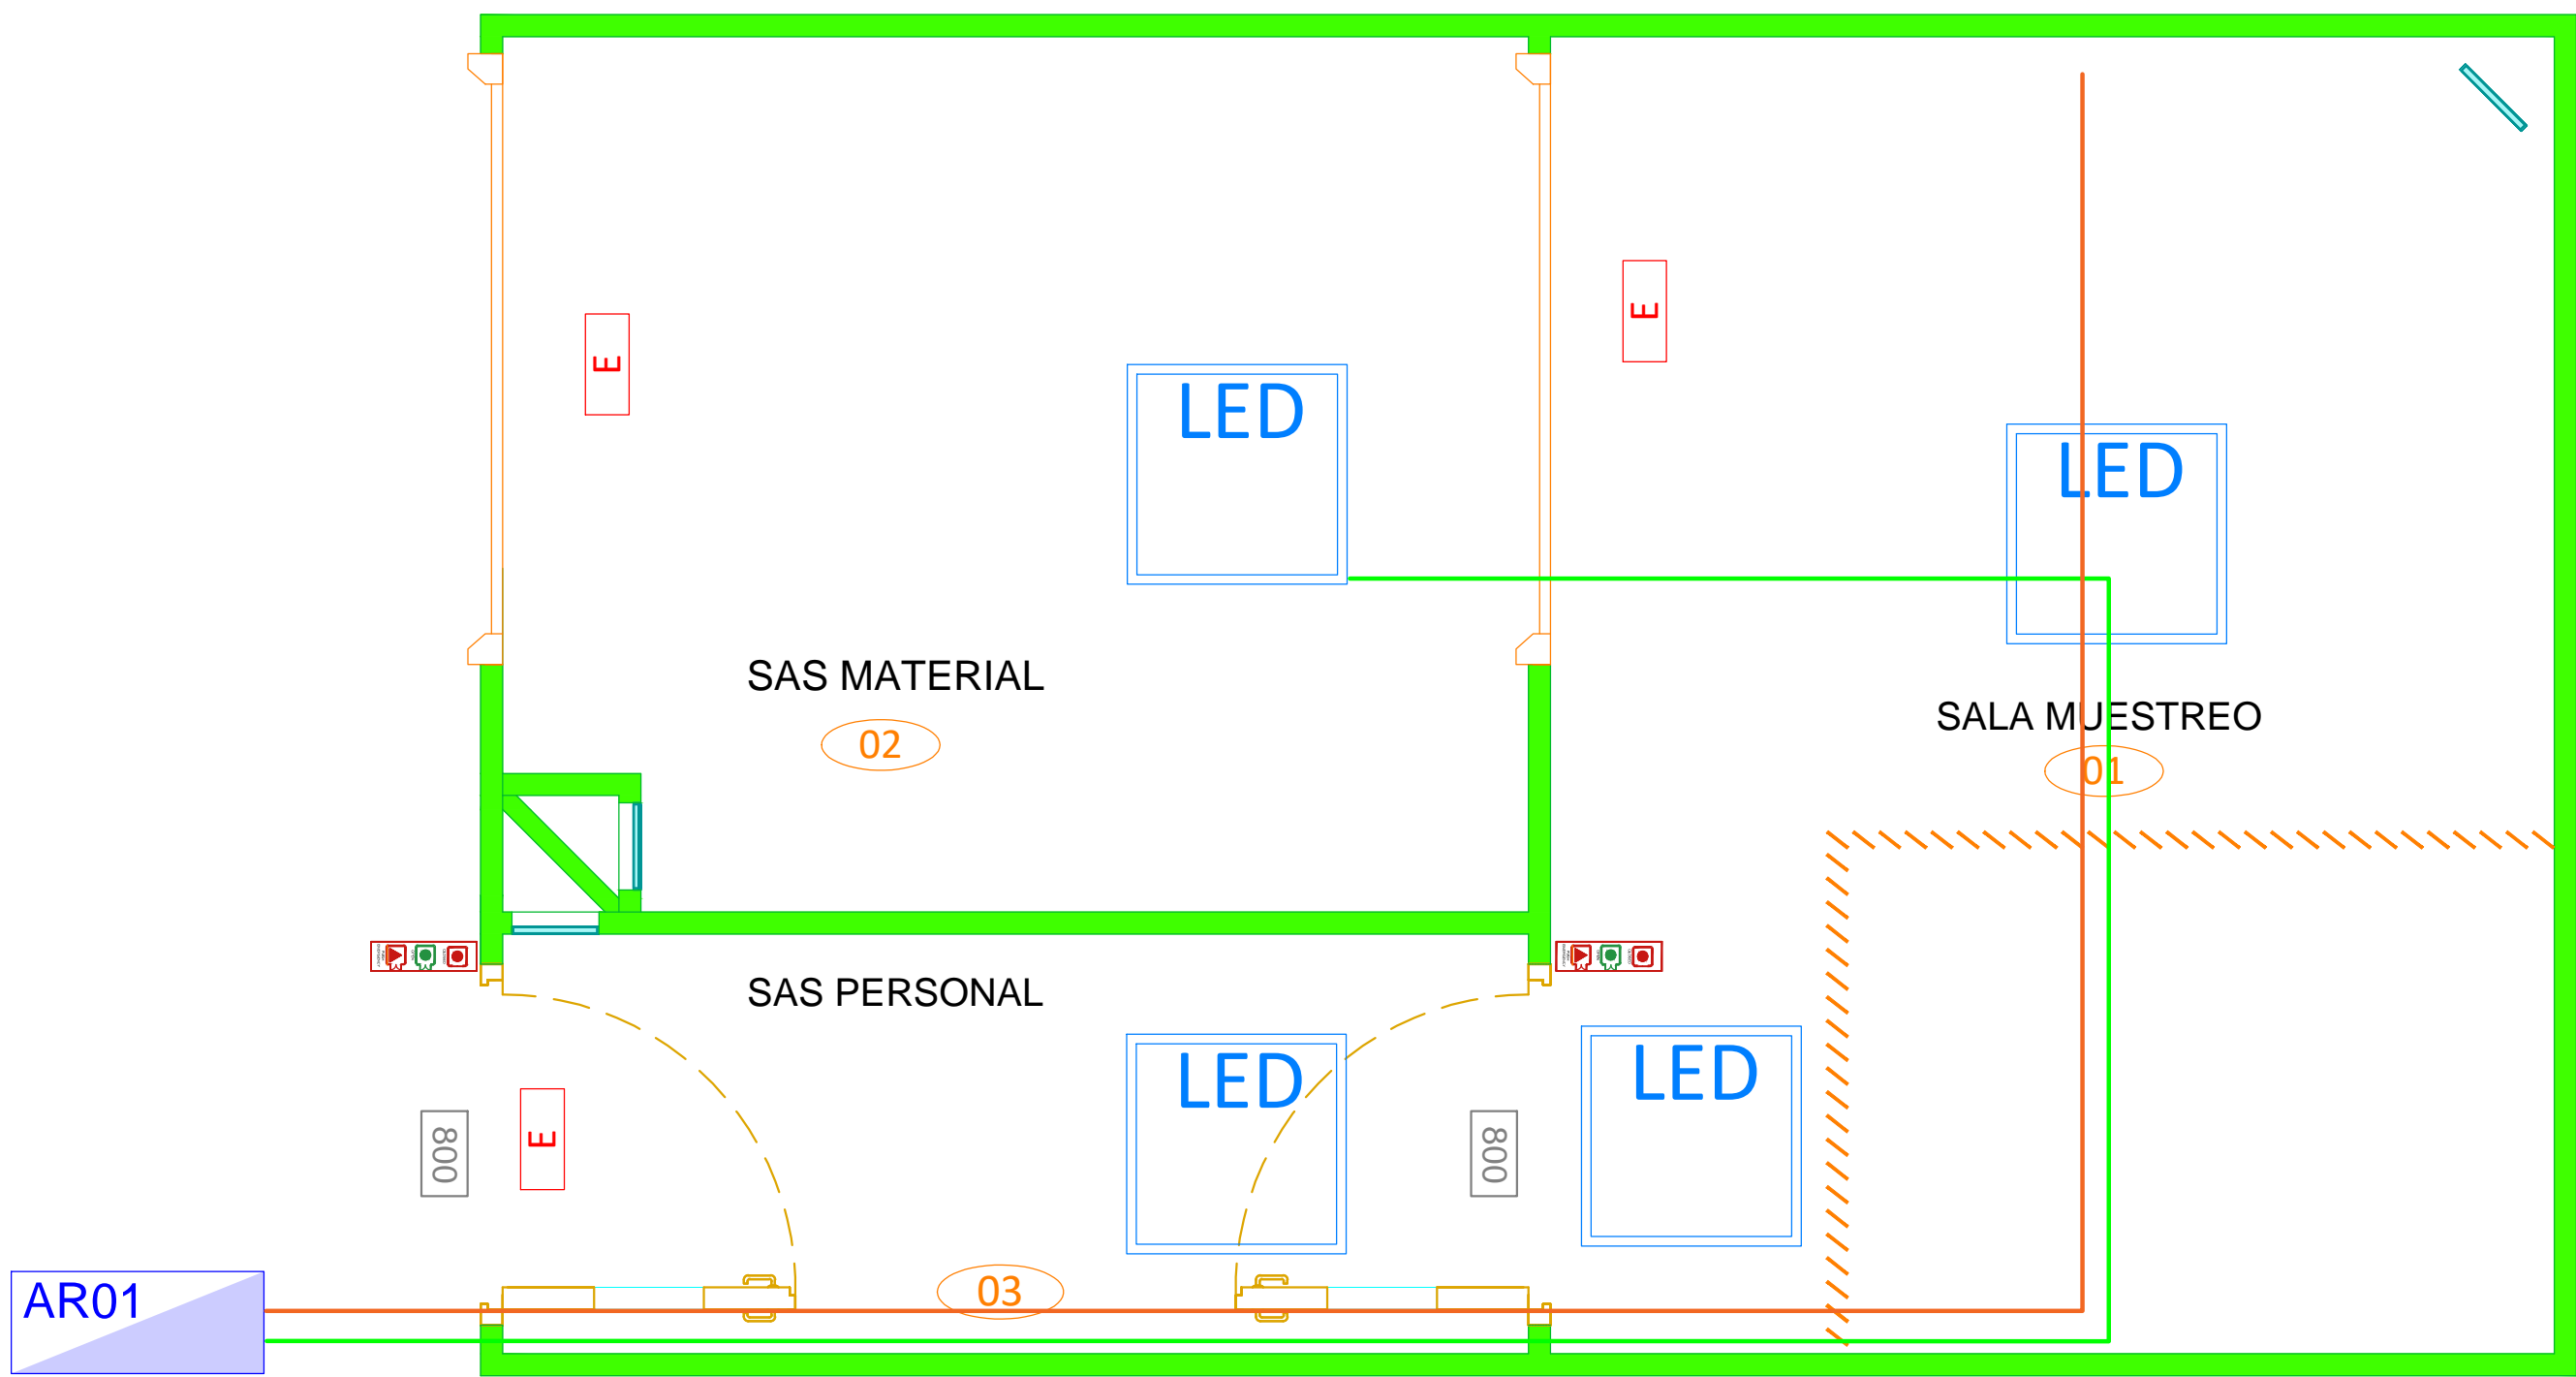 E
E
LED
LED
SAS MATERIAL
02
SALA MUESTREO
01
SAS PERSONAL
LED
LED
800
E
800
AR01
03